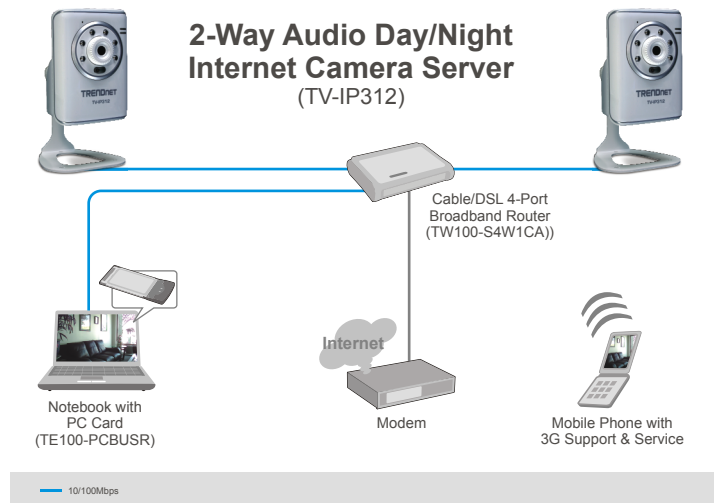 2-Way Audio Day/Night
Internet Camera Server
(TV-IP312)
TRENDNET
TV-IP312
TRENDNET
TV-IP312
Cable/DSL 4-Port
Broadband Router
(TW100-S4W1CA))
Internet
Notebook with
PC Card
(TE100-PCBUSR)
Modem
Mobile Phone with
3G Support & Service
10/100Mbps